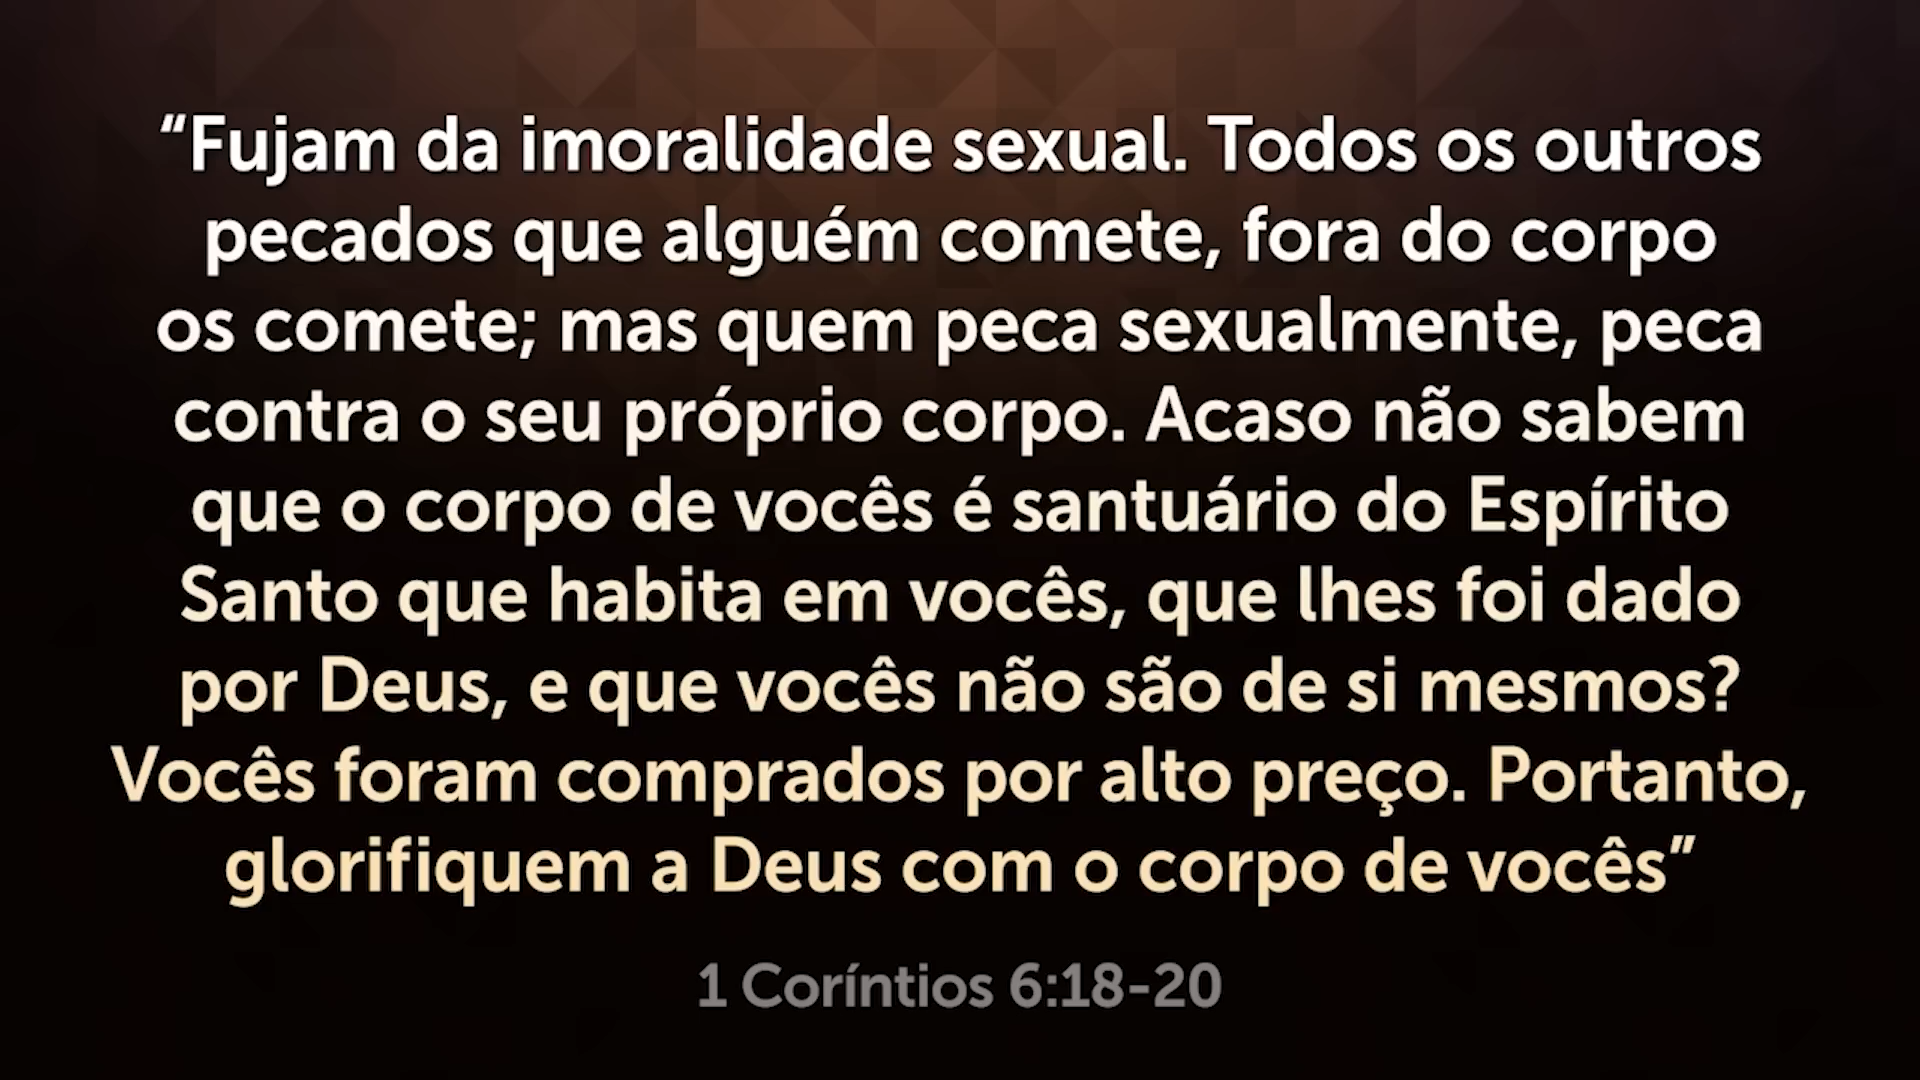 “Fujam da imoralidade sexual. Todos os outros
pecados que alguém comete, fora do corpo
os comete; mas quem peca sexualmente, peca
contra o seu próprio corpo. Acaso não sabem
que o corpo de vocês é santuário do Espírito
Santo que habita em vocês, que lhes foi dado
por Deus, e que vocês não são de si mesmos?
Vocês foram comprados por alto preço. Portanto,
glorifiquem a Deus com o corpo de vocês”
1 Coríntios 6:18-20